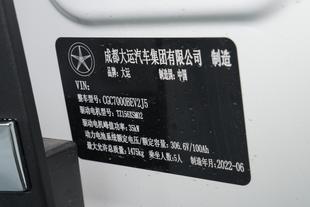 成都大运汽车集团有限公司 制造
品牌：大运 制造国：中国
VIN：
整车型号：CGC7000BEV2J5
驱动电机型号：TZ156XSM02
驱动电机峰值功率：35kW
动力电池系统额定电压/额定容量：306.6V/100Ah
最大允许总质量：1475kg 乘坐人数：5人 制造年月：2022-06